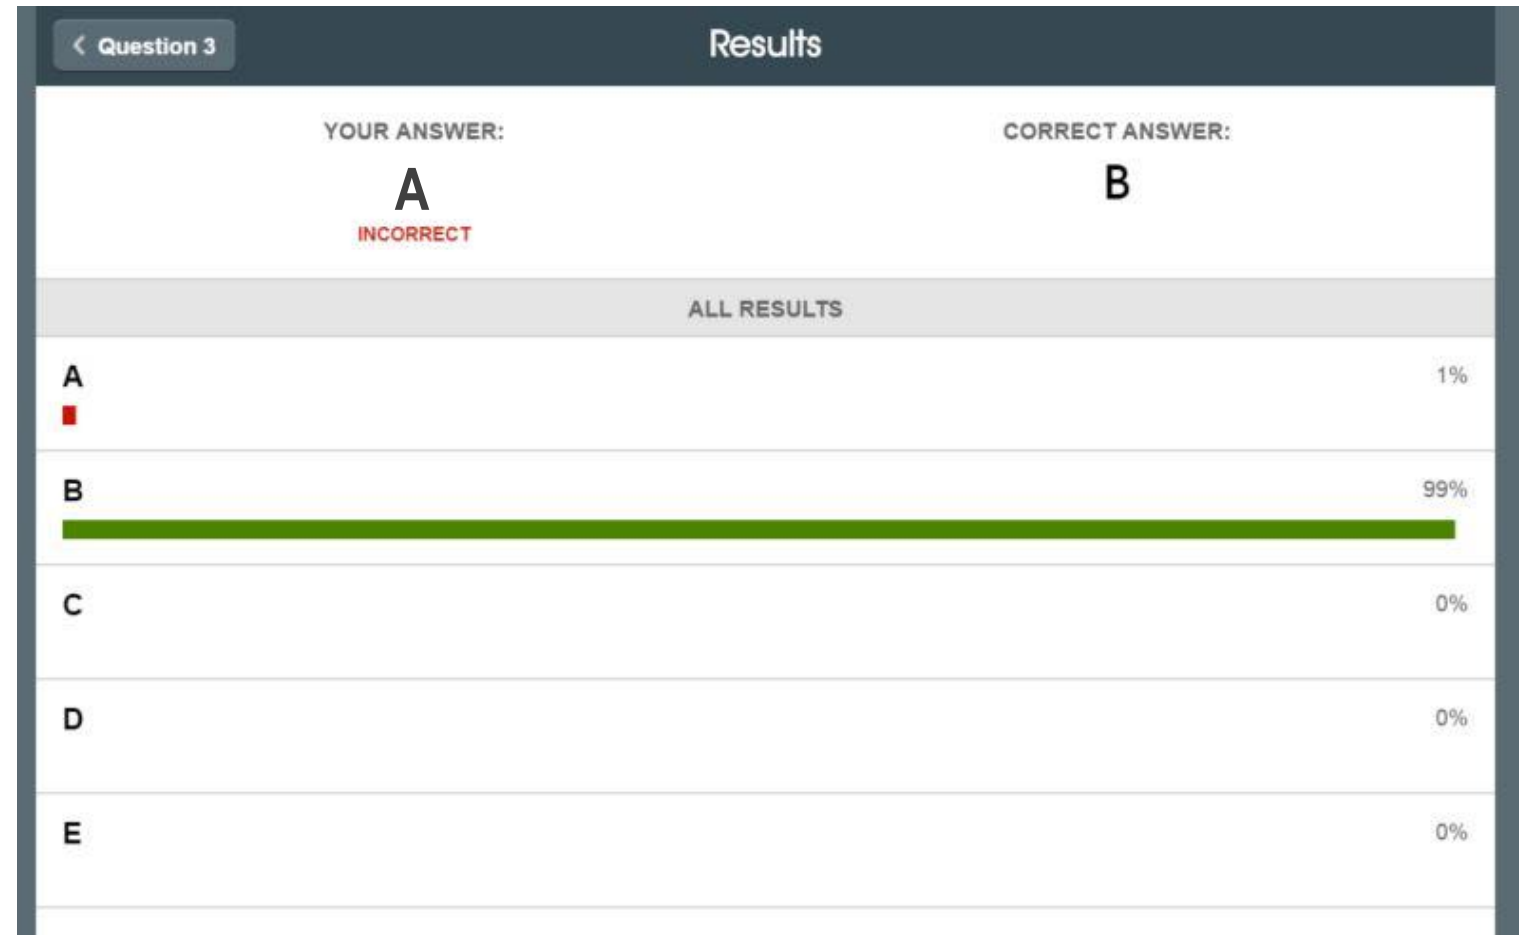 Question 3
Results
YOUR ANSWER:
A
INCORRECT
CORRECT ANSWER:
B
ALL RESULTS
A 1%
B 99%
C 0%
D 0%
E 0%